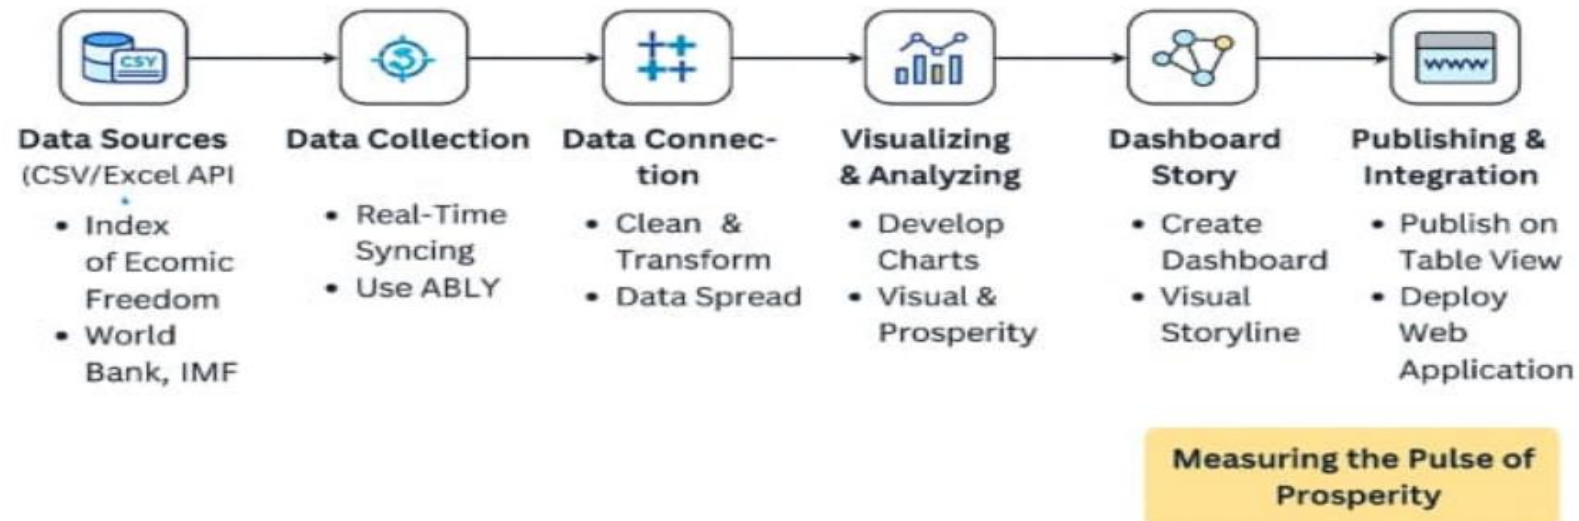 CSY
WWW
Data Sources
(CSV/Excel API
• Index
of Ecomic
Freedom
• World
Bank, IMF
Data Collection
• Real-Time
Syncing
• Use ABLY
Data Connec-
tion
• Clean &
Transform
• Data Spread
Visualizing
& Analyzing
• Develop
Charts
• Visual &
Prosperity
Dashboard
Story
• Create
Dashboard
• Visual
Storyline
Publishing &
Integration
• Publish on
Table View
• Deploy
Web
Application
Measuring the Pulse of
Prosperity